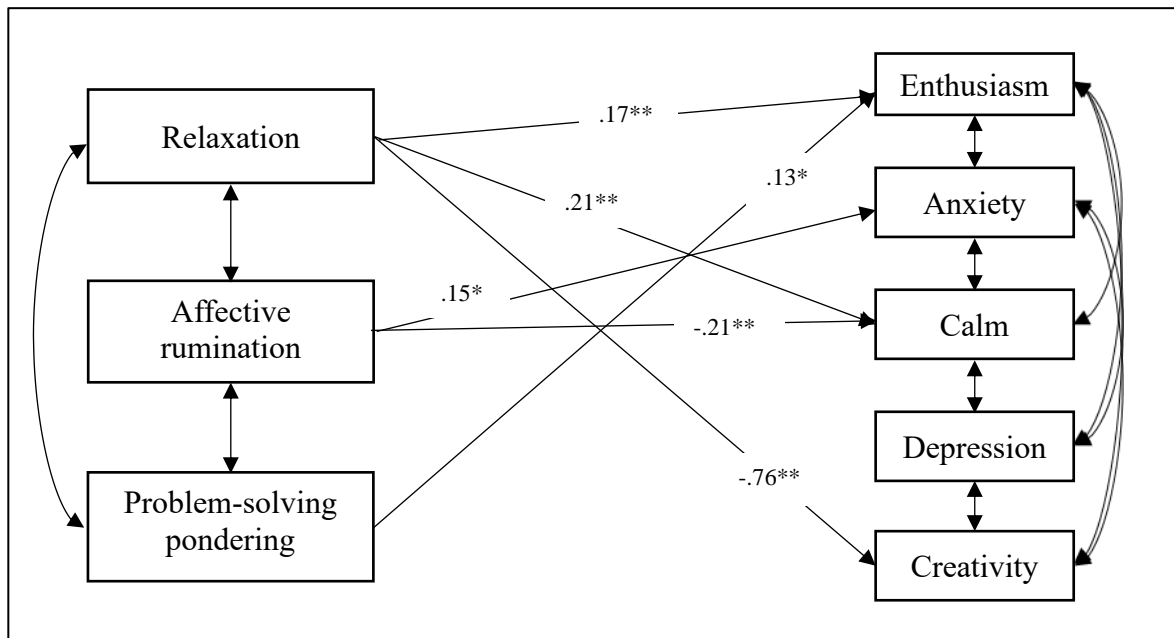 Relaxation
Affective
rumination
Problem-solving
pondering
.17**
.13*
.21**
.15*
-.21**
-.76**
Enthusiasm
Anxiety
Calm
Depression
Creativity